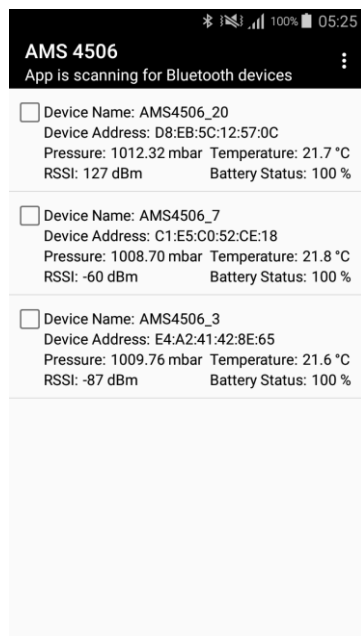 100% 05:25
AMS 4506
App is scanning for Bluetooth devices
Device Name: AMS4506_20
Device Address: D8:EB:5C:12:57:0C
Pressure: 1012.32 mbar Temperature: 21.7 °C
RSSI: 127 dBm Battery Status: 100 %
Device Name: AMS4506_7
Device Address: C1:E5:C0:52:CE:18
Pressure: 1008.70 mbar Temperature: 21.8 °C
RSSI: -60 dBm Battery Status: 100 %
Device Name: AMS4506_3
Device Address: E4:A2:41:42:8E:65
Pressure: 1009.76 mbar Temperature: 21.6 °C
RSSI: -87 dBm Battery Status: 100 %